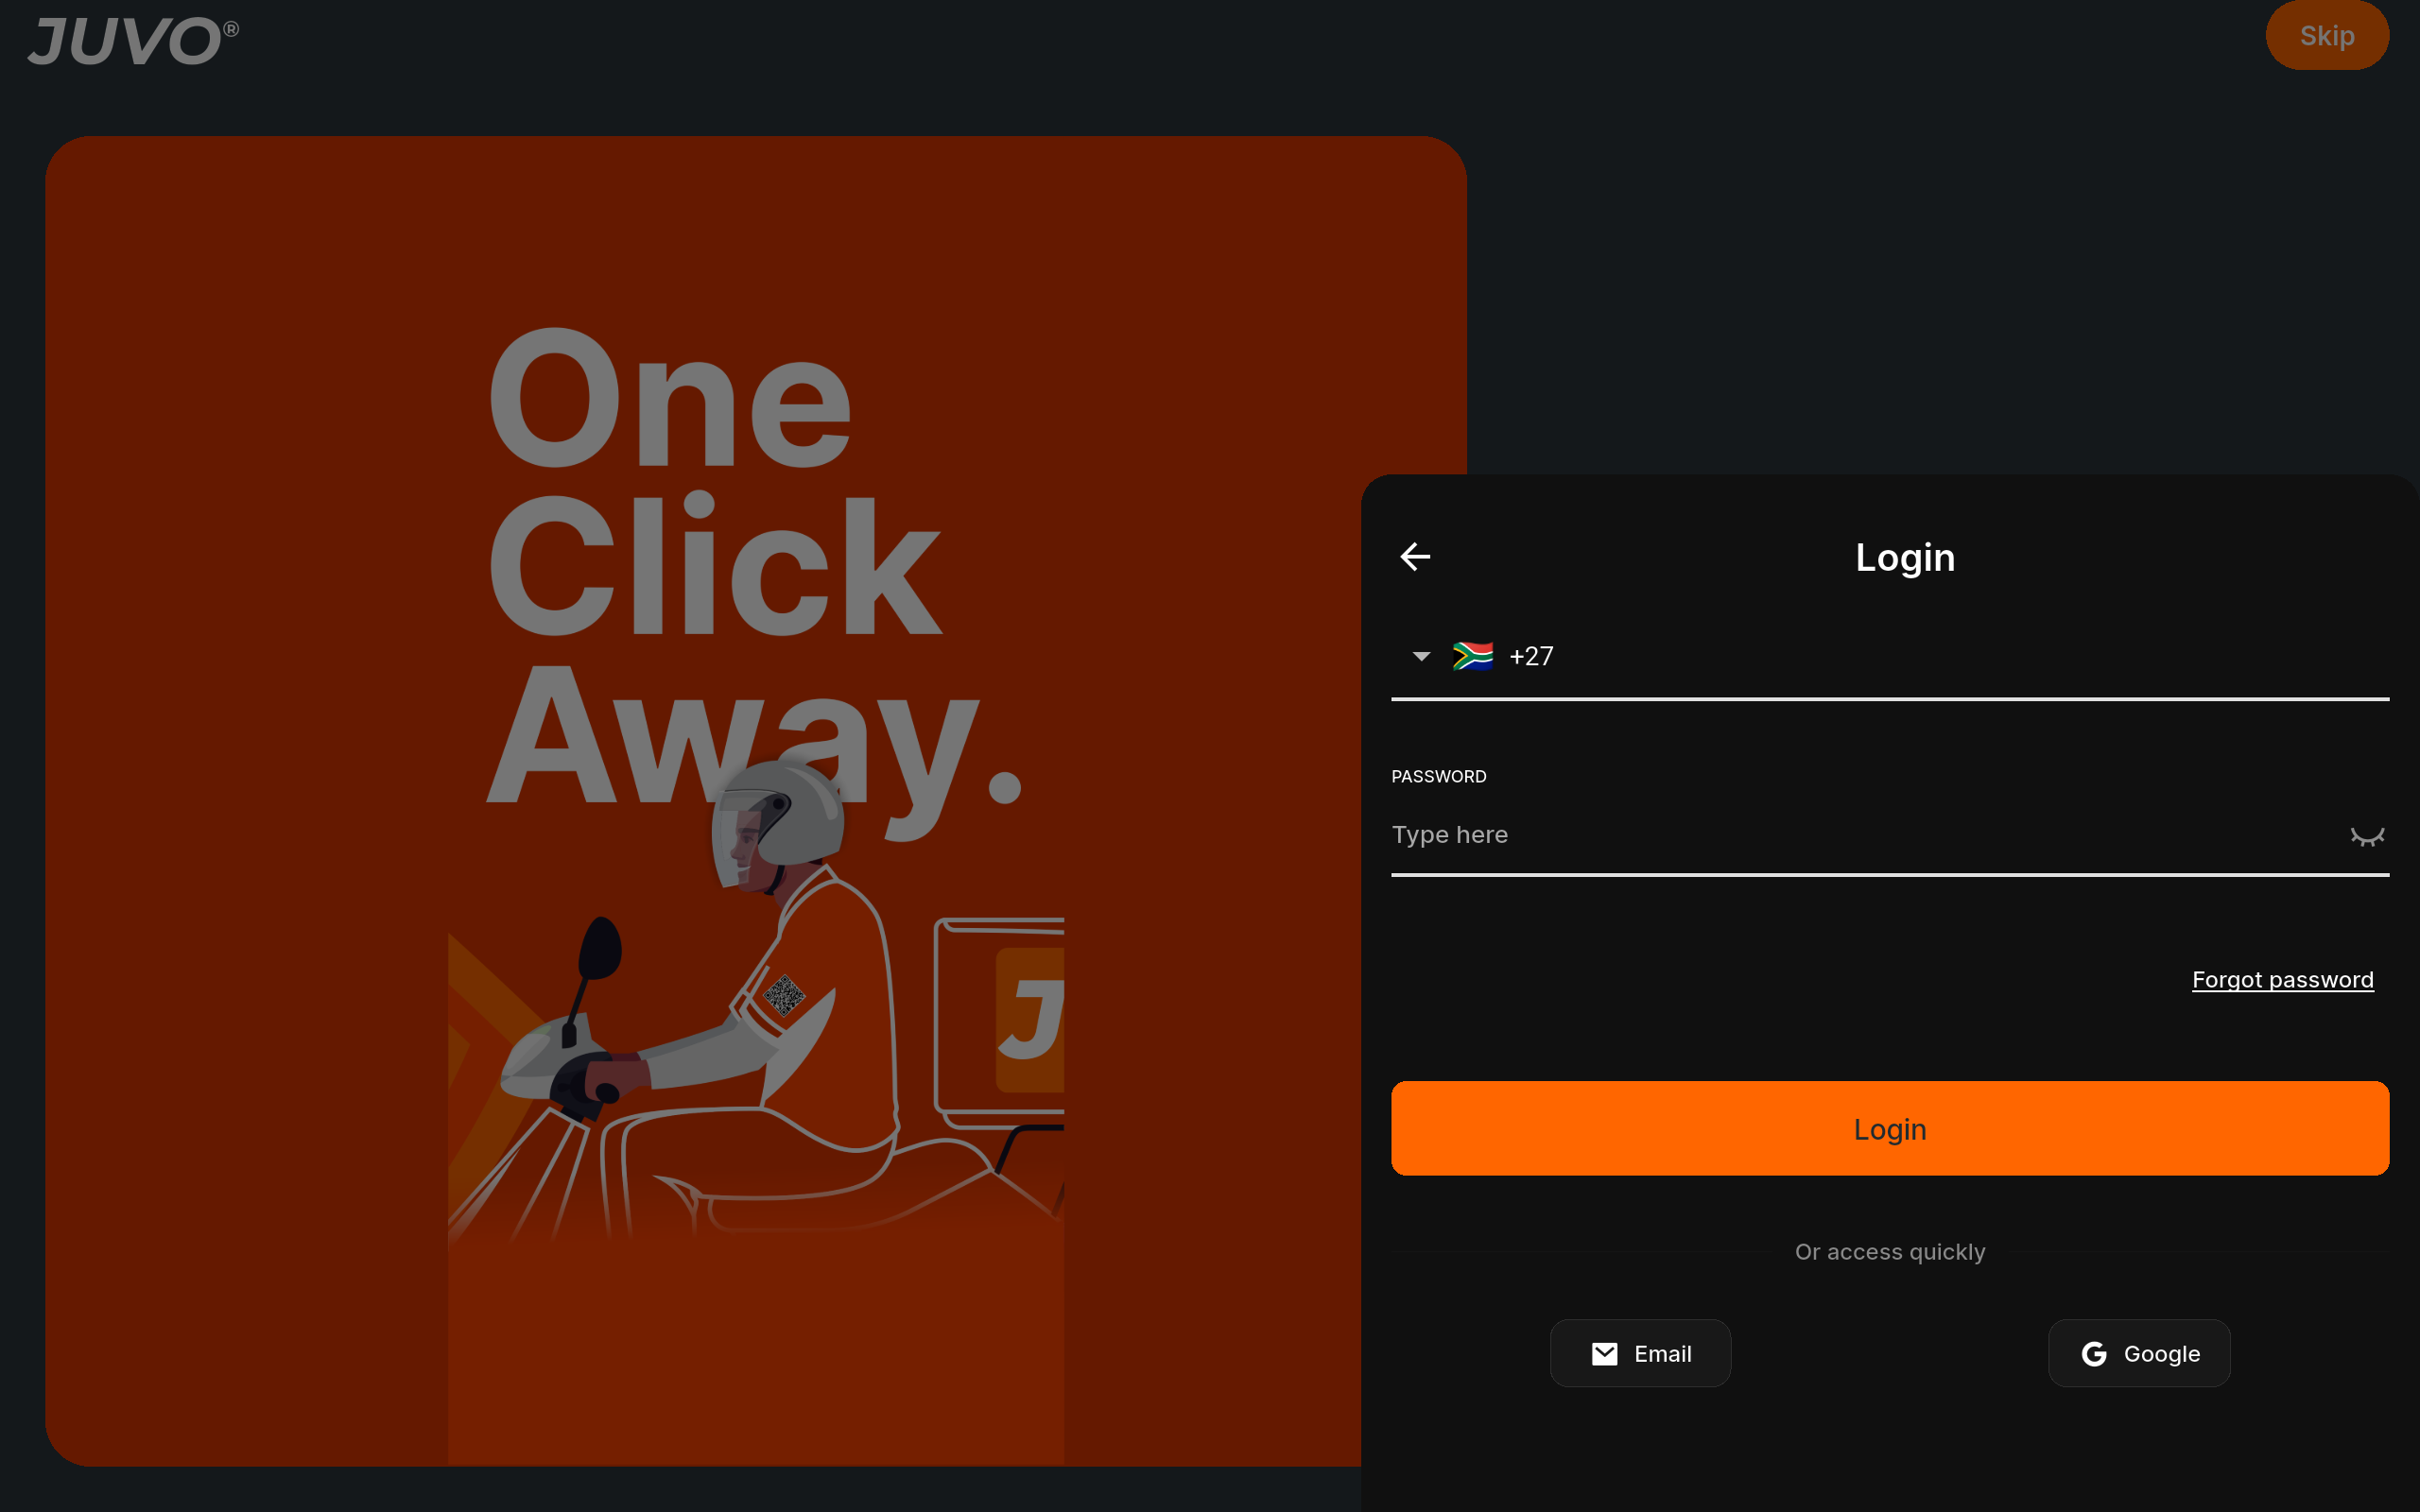 JUVO®
Skip
One
Click
Away.
J
Login
+27
PASSWORD
Type here
Forgot password
Login
Or access quickly
Email
Google